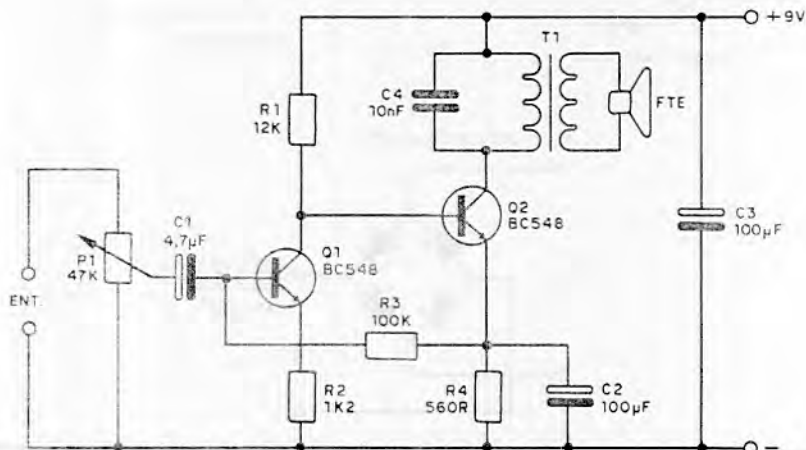 +9V
T1
C4
10nF
FTE
R1
12K
Q2
BC548
C3
100µF
C1
4,7µF
P1
47K
Q1
BC548
ENT.
R3
100K
R2
1K2
R4
560R
C2
100µF
–